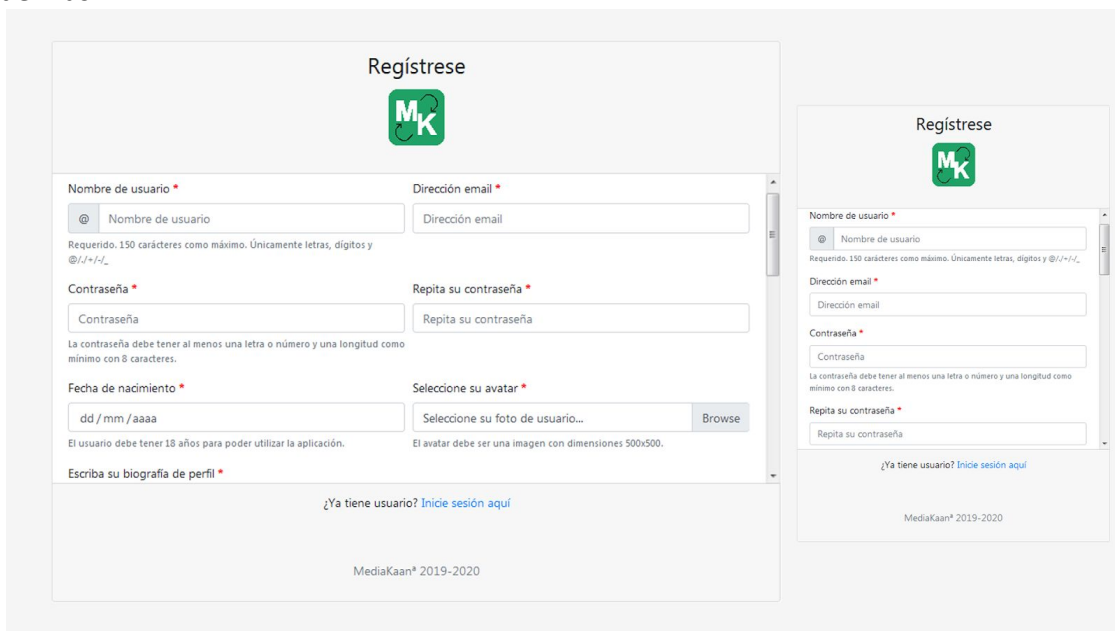 Regístrese
MK
Nombre de usuario *
Dirección email *
@ Nombre de usuario
Dirección email
Requerido. 150 carácteres como máximo. Únicamente letras, dígitos y
@/./+/-/_
Contraseña *
Repita su contraseña *
Contraseña
Repita su contraseña
La contraseña debe tener al menos una letra o número y una longitud como
mínimo con 8 caracteres.
Fecha de nacimiento *
Seleccione su avatar *
dd / mm / aaaa
Seleccione su foto de usuario... Browse
El usuario debe tener 18 años para poder utilizar la aplicación.
El avatar debe ser una imagen con dimensiones 500x500.
Escriba su biografía de perfil *
¿Ya tiene usuario? Inicie sesión aquí
MediaKaanª 2019-2020
Regístrese
MK
Nombre de usuario *
@ Nombre de usuario
Requerido. 150 carácteres como máximo. Únicamente letras, dígitos y @/./+/-/_
Dirección email *
Dirección email
Contraseña *
Contraseña
La contraseña debe tener al menos una letra o número y una longitud como
mínimo con 8 caracteres.
Repita su contraseña *
Repita su contraseña
¿Ya tiene usuario? Inicie sesión aquí
MediaKaanª 2019-2020